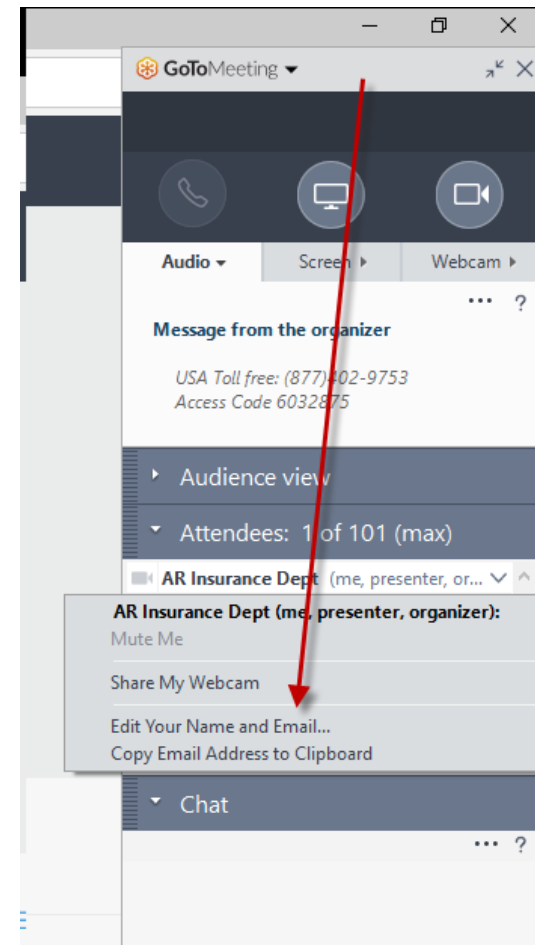 GoToMeeting
Audio
Screen
Webcam
... ?
Message from the organizer
USA Toll free: (877)402-9753
Access Code 6032875
Audience view
Attendees: 1 of 101 (max)
AR Insurance Dept (me, presenter, or...
AR Insurance Dept (me, presenter, organizer):
Mute Me
Share My Webcam
Edit Your Name and Email...
Copy Email Address to Clipboard
Chat
... ?